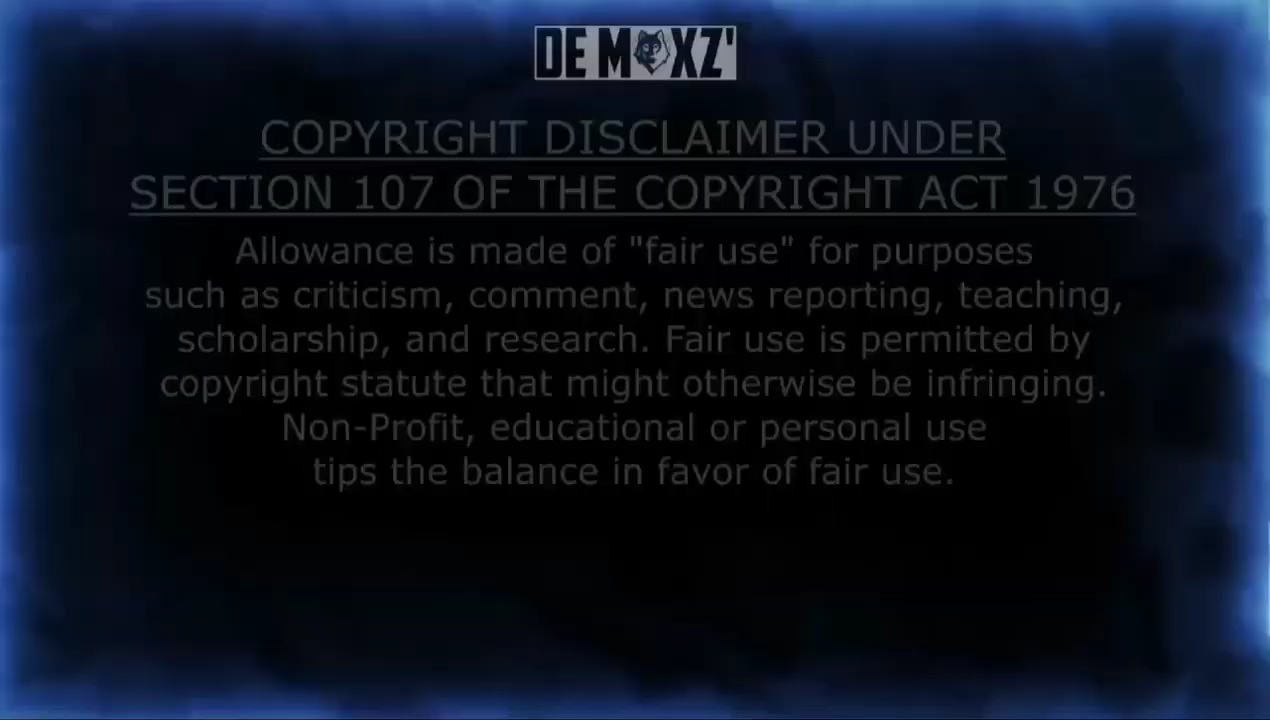 DE MOXZ'
COPYRIGHT DISCLAIMER UNDER
SECTION 107 OF THE COPYRIGHT ACT 1976
Allowance is made of "fair use" for purposes
such as criticism, comment, news reporting, teaching,
scholarship, and research. Fair use is permitted by
copyright statute that might otherwise be infringing.
Non-Profit, educational or personal use
tips the balance in favor of fair use.